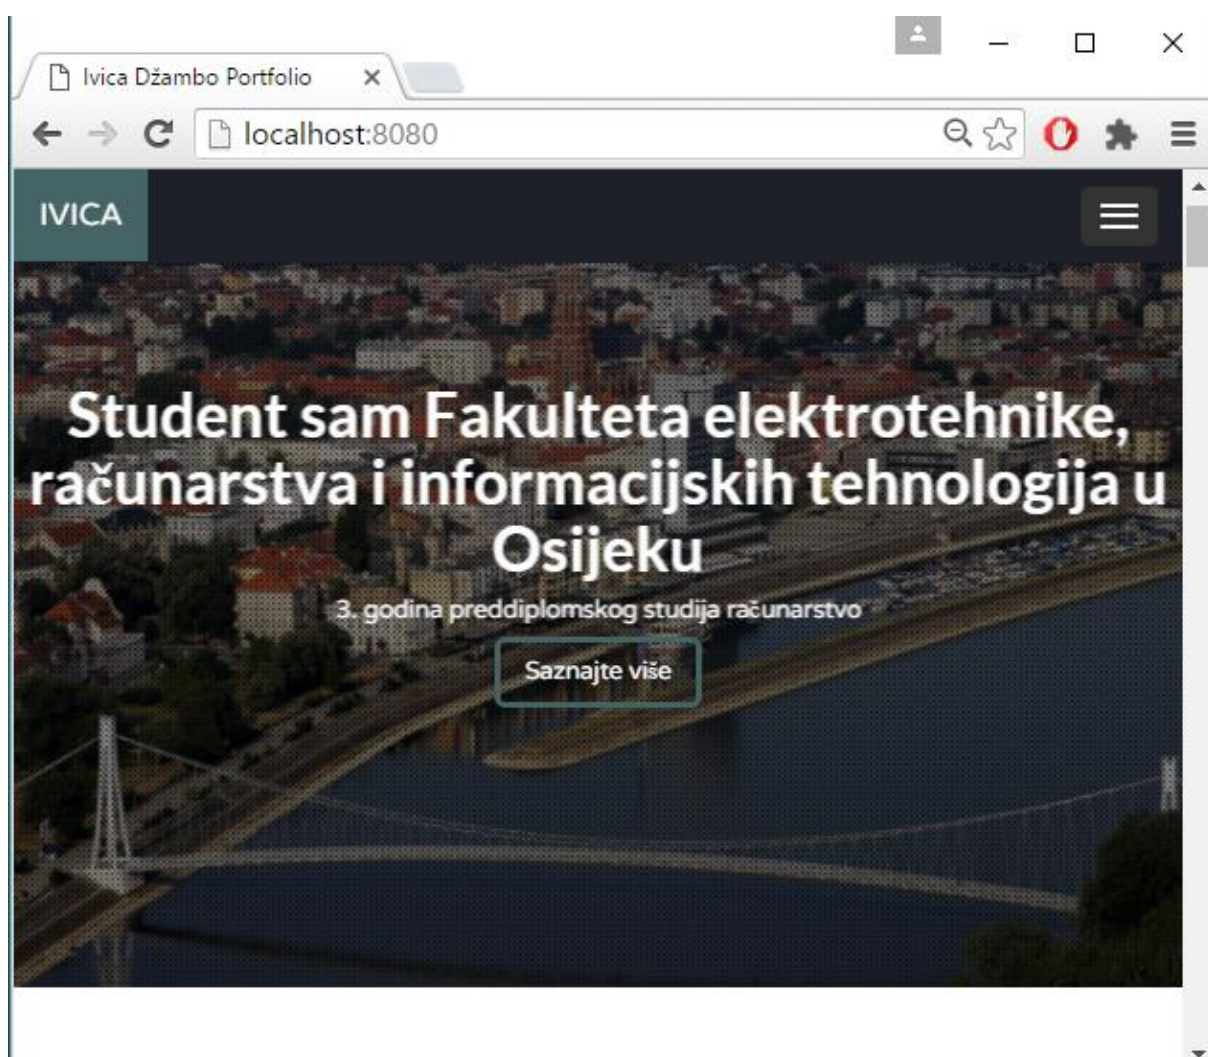 Ivica Džambo Portfolio
localhost:8080
IVICA
Student sam Fakulteta elektrotehnike,
računarstva i informacijskih tehnologija u
Osijeku
3. godina preddiplomskog studija računarstvo
Saznajte više